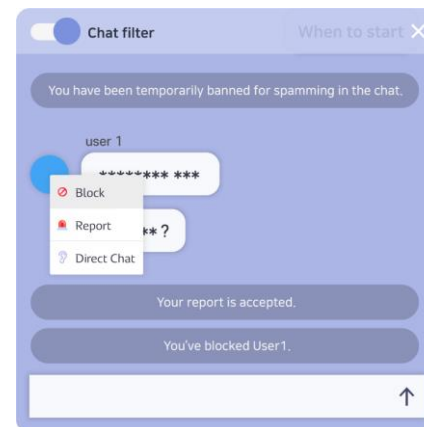 Chat filter
When to start
You have been temporarily banned for spamming in the chat.
user 1
******** ***
Block
Report
** ?
Direct Chat
Your report is accepted.
You've blocked User1.